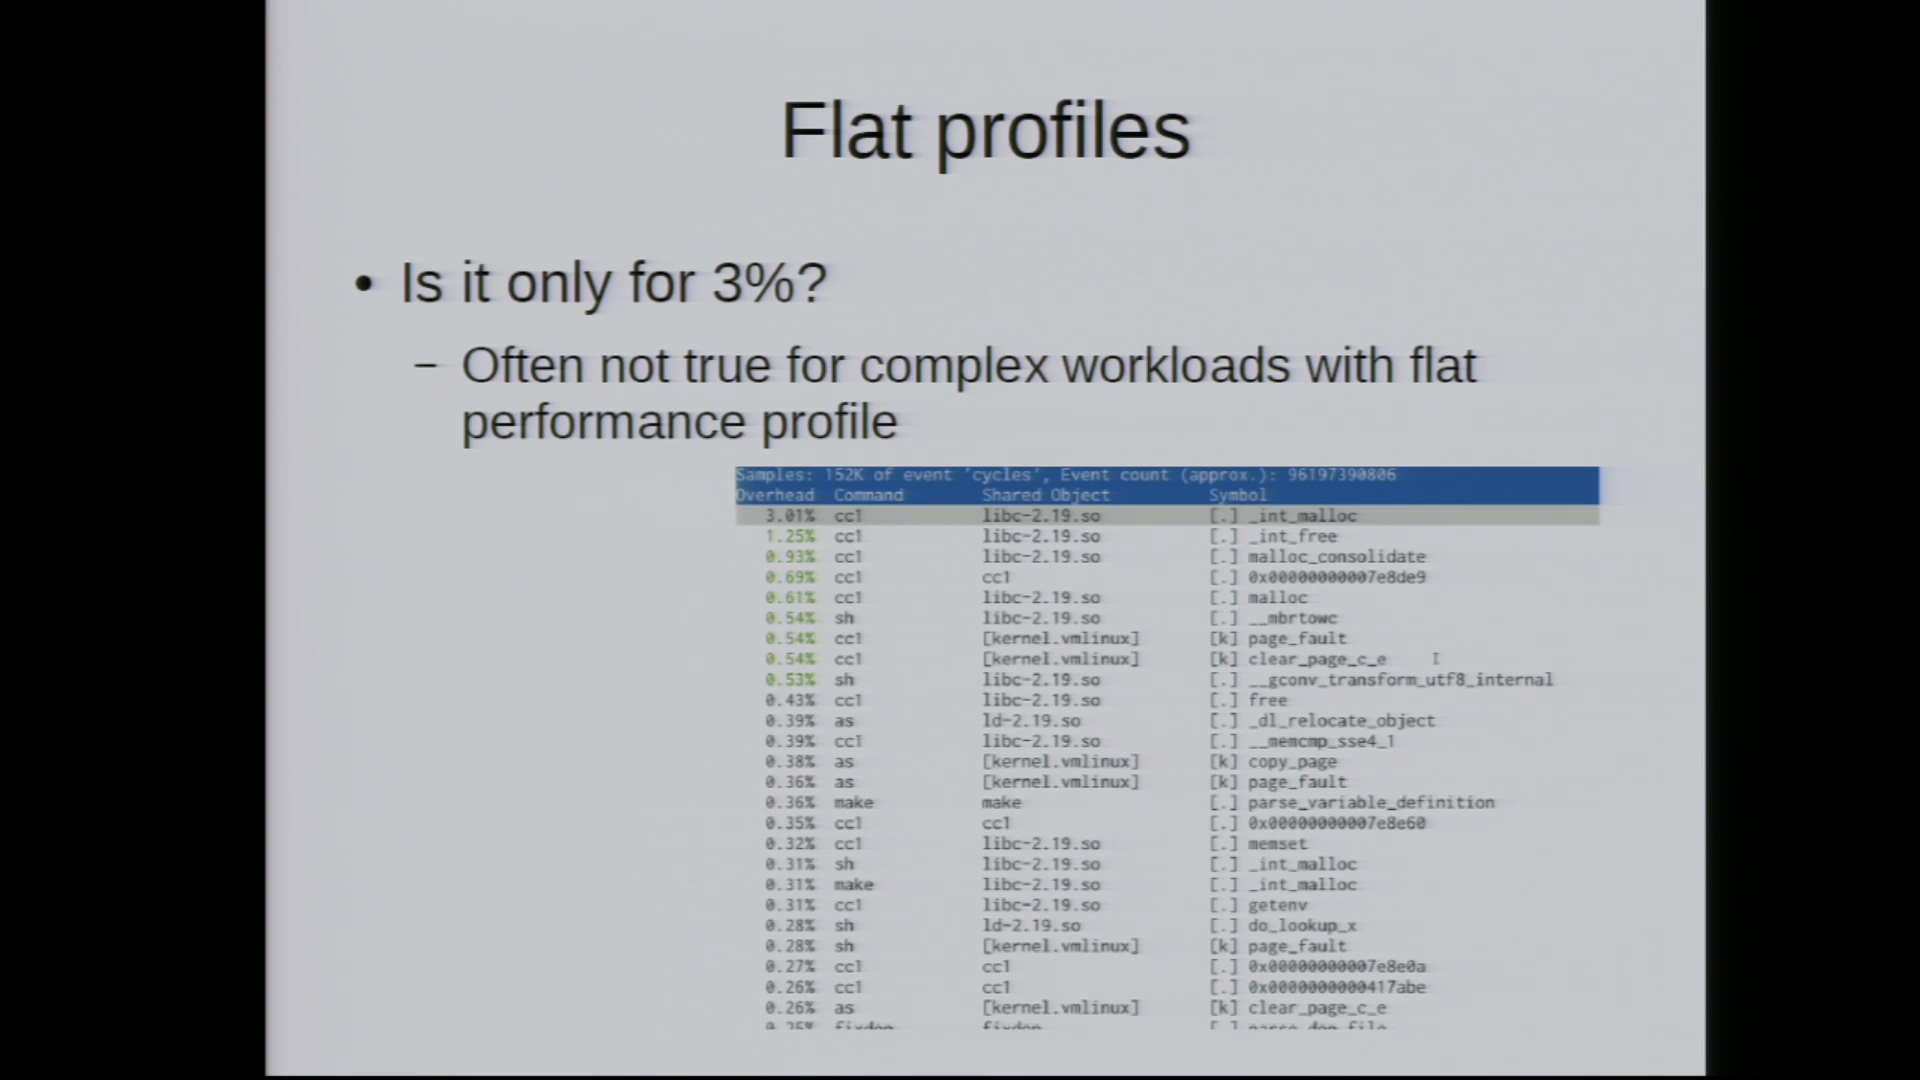 Flat profiles
• Is it only for 3%?
– Often not true for complex workloads with flat
performance profile
Samples: 152K of event 'cycles', Event count (approx.): 96197390806
Overhead Command Shared Object Symbol
3.01% cc1 libc-2.19.so [.] _int_malloc
1.25% cc1 libc-2.19.so [.] _int_free
0.93% cc1 libc-2.19.so [.] malloc_consolidate
0.69% cc1 cc1 [.] 0x00000000007e8de9
0.61% cc1 libc-2.19.so [.] malloc
0.54% sh libc-2.19.so [.] __mbrtowc
0.54% cc1 [kernel.vmlinux] [k] page_fault
0.54% cc1 [kernel.vmlinux] [k] clear_page_c_e
0.53% sh libc-2.19.so [.] __gconv_transform_utf8_internal
0.43% cc1 libc-2.19.so [.] free
0.39% as ld-2.19.so [.] _dl_relocate_object
0.39% cc1 libc-2.19.so [.] __memcmp_sse4_1
0.38% as [kernel.vmlinux] [k] copy_page
0.36% as [kernel.vmlinux] [k] page_fault
0.36% make make [.] parse_variable_definition
0.35% cc1 cc1 [.] 0x00000000007e8e60
0.32% cc1 libc-2.19.so [.] memset
0.31% sh libc-2.19.so [.] _int_malloc
0.31% make libc-2.19.so [.] _int_malloc
0.31% cc1 libc-2.19.so [.] getenv
0.28% sh ld-2.19.so [.] do_lookup_x
0.28% sh [kernel.vmlinux] [k] page_fault
0.27% cc1 cc1 [.] 0x00000000007e8e0a
0.26% cc1 cc1 [.] 0x0000000000417abe
0.26% as [kernel.vmlinux] [k] clear_page_c_e
0.25% fixdep fixdep [.] parse_dep_file